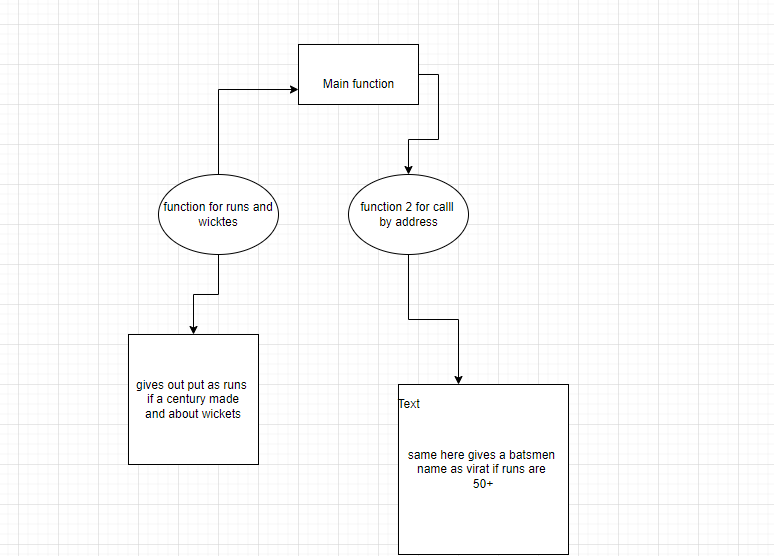 Main function
function for runs and
wicktes
function 2 for calll
by address
gives out put as runs
if a century made
and about wickets
Text
same here gives a batsmen
name as virat if runs are
50+